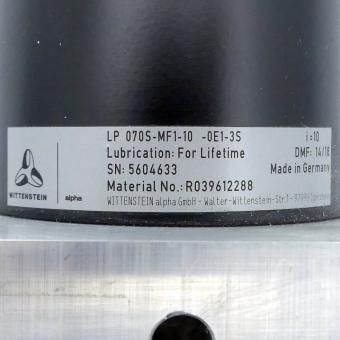 LP 070S-MF1-10 -0E1-3S i=10
Lubrication: For Lifetime DMF: 14/18
SN: 5604633 Made in Germany
Material No.: R039612288
WITTENSTEIN alpha
WITTENSTEIN alpha GmbH - Walter-Wittenstein-Str.1 - 97999